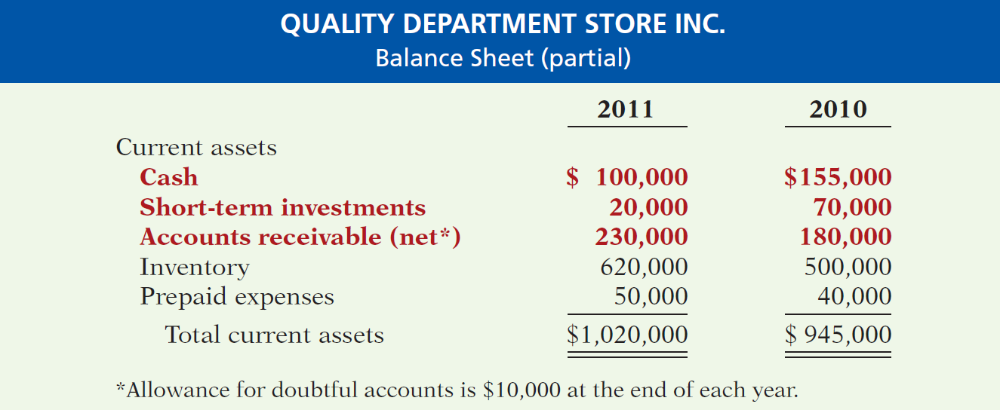 QUALITY DEPARTMENT STORE INC.
Balance Sheet (partial)
2011 2010
Current assets
Cash $ 100,000 $155,000
Short-term investments 20,000 70,000
Accounts receivable (net*) 230,000 180,000
Inventory 620,000 500,000
Prepaid expenses 50,000 40,000
Total current assets $1,020,000 $ 945,000
*Allowance for doubtful accounts is $10,000 at the end of each year.